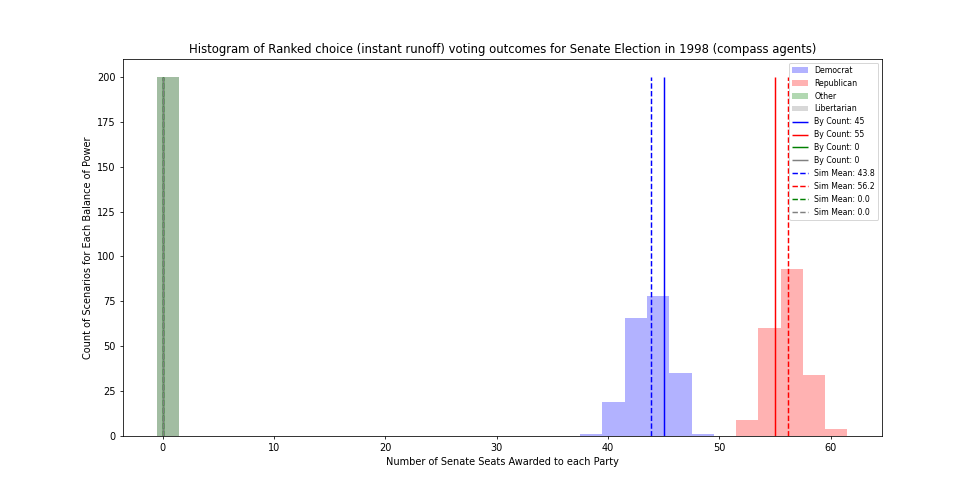 Histogram of Ranked choice (instant runoff) voting outcomes for Senate Election in 1998 (compass agents)
Count of Scenarios for Each Balance of Power
200
175
150
125
100
75
50
25
0
0
10
20
30
40
50
60
Number of Senate Seats Awarded to each Party
Democrat
Republican
Other
Libertarian
By Count: 45
By Count: 55
By Count: 0
By Count: 0
Sim Mean: 43.8
Sim Mean: 56.2
Sim Mean: 0.0
Sim Mean: 0.0